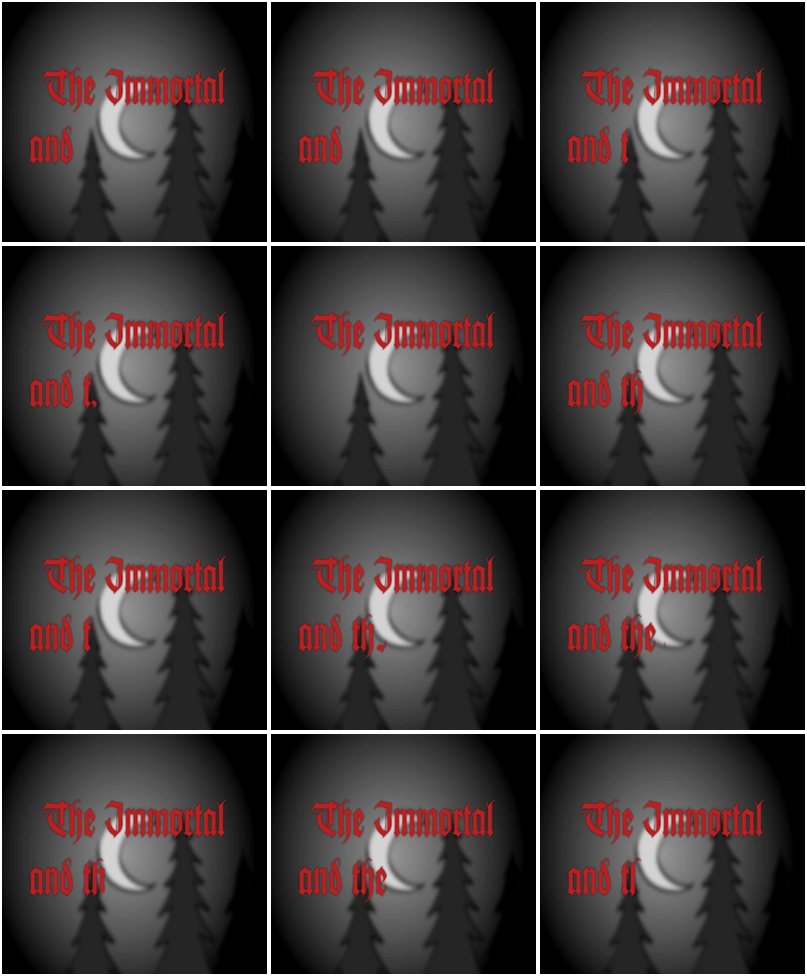 The Immortal
and
The Immortal
and
The Immortal
and t
The Immortal
and t.
The Immortal
and
The Immortal
and th
The Immortal
and t
The Immortal
and th.
The Immortal
and the
The Immortal
and th
The Immortal
and the
The Immortal
and tl